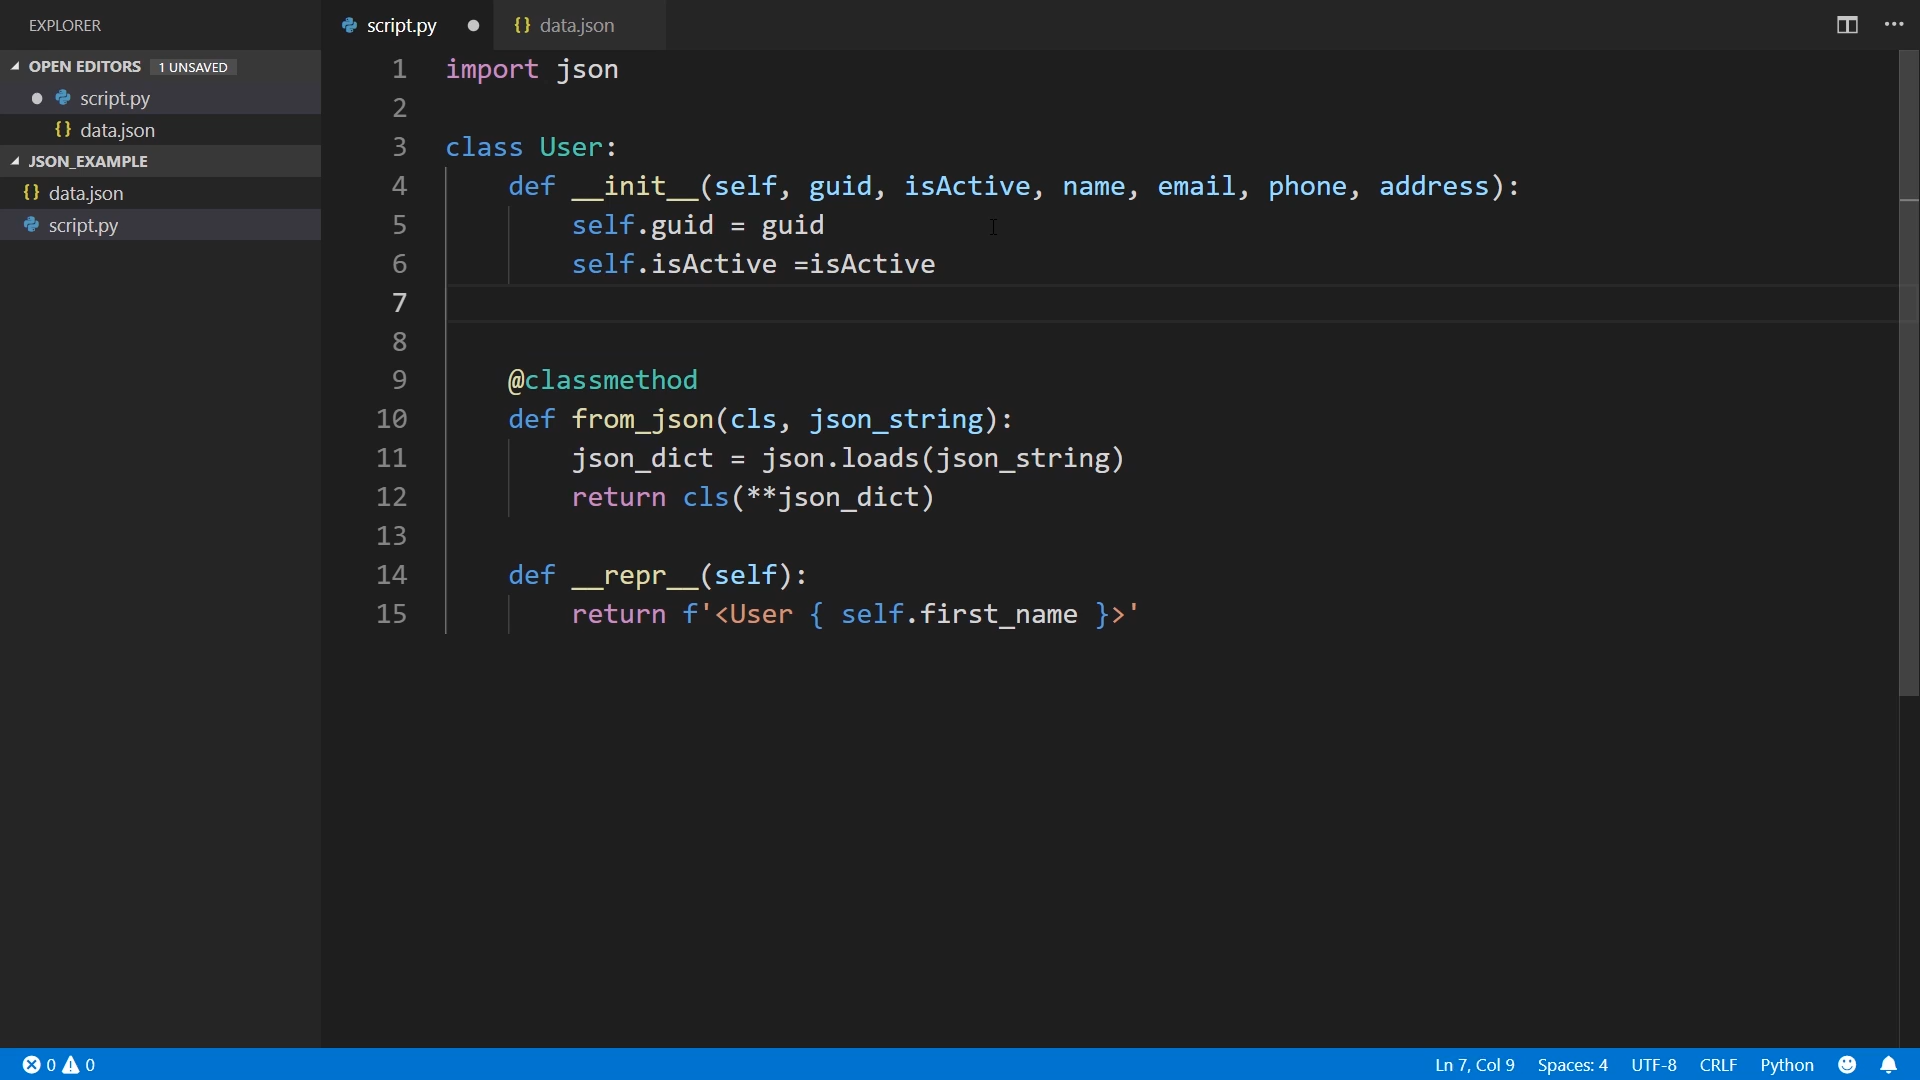 EXPLORER
script.py
{} data.json
OPEN EDITORS 1 UNSAVED
script.py
{} data.json
JSON_EXAMPLE
{} data.json
script.py
1 import json
2
3 class User:
4     def __init__(self, guid, isActive, name, email, phone, address):
5         self.guid = guid
6         self.isActive =isActive
7
8
9     @classmethod
10     def from_json(cls, json_string):
11         json_dict = json.loads(json_string)
12         return cls(**json_dict)
13
14     def __repr__(self):
15         return f'<User { self.first_name }>'
0 0 Ln 7, Col 9 Spaces: 4 UTF-8 CRLF Python